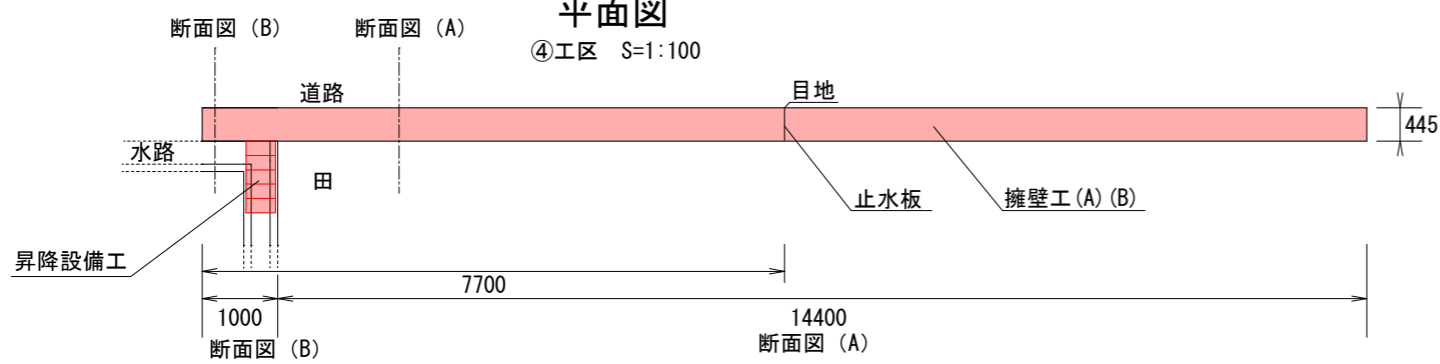 平面図
④工区 S=1:100
断面図 (B)
断面図 (A)
道路
目地
445
水路
田
止水板
擁壁工(A)(B)
昇降設備工
7700
1000
14400
断面図 (B)
断面図 (A)